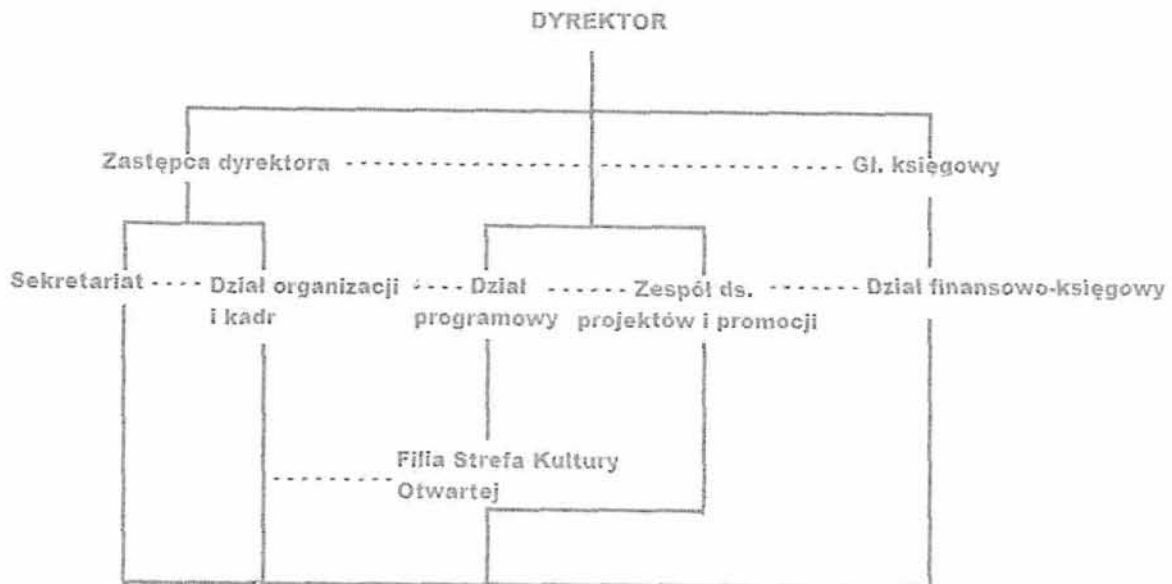 DYREKTOR
Zastępca dyrektora
Gł. księgowy
Sekretariat
Dział organizacji
i kadr
Dział
programowy
Zespół ds.
projektów i promocji
Dział finansowo-księgowy
Filia Strefa Kultury
Otwartej